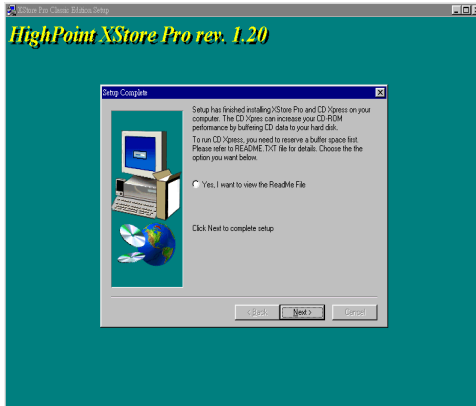 XStore Pro Classic Edition Setup
HighPoint XStore Pro rev. 1.20
Setup Complete
Setup has finished installing XStore Pro and CD Xpress on your
computer. The CD Xpres can increase your CD-ROM
performance by buffering CD data to your hard disk.
To run CD Xpress, you need to reserve a buffer space first.
Please refer to README.TXT file for details. Choose the the
option you want below.
Yes, I want to view the ReadMe File
Click Next to complete setup
< Back
Next >
Cancel